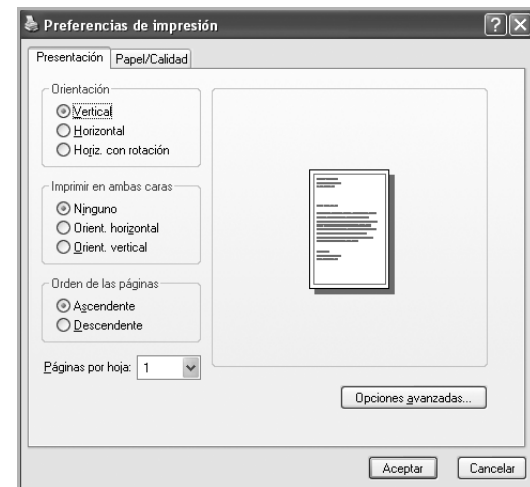 Preferencias de impresión
Presentación Papel/Calidad
Orientación
Vertical
Horizontal
Horiz. con rotación
Imprimir en ambas caras
Ninguno
Orient. horizontal
Orient. vertical
Orden de las páginas
Ascendente
Descendente
Páginas por hoja: 1
Opciones avanzadas...
Aceptar Cancelar